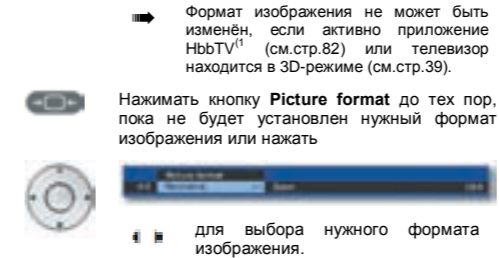 Формат изображения не может быть
изменён, если активно приложение
HbbTV(1 (см.стр.82) или телевизор
находится в 3D-режиме (см.стр.39).
Нажимать кнопку Picture format до тех пор,
пока не будет установлен нужный формат
изображения или нажать
Picture format
для выбора нужного формата
изображения.